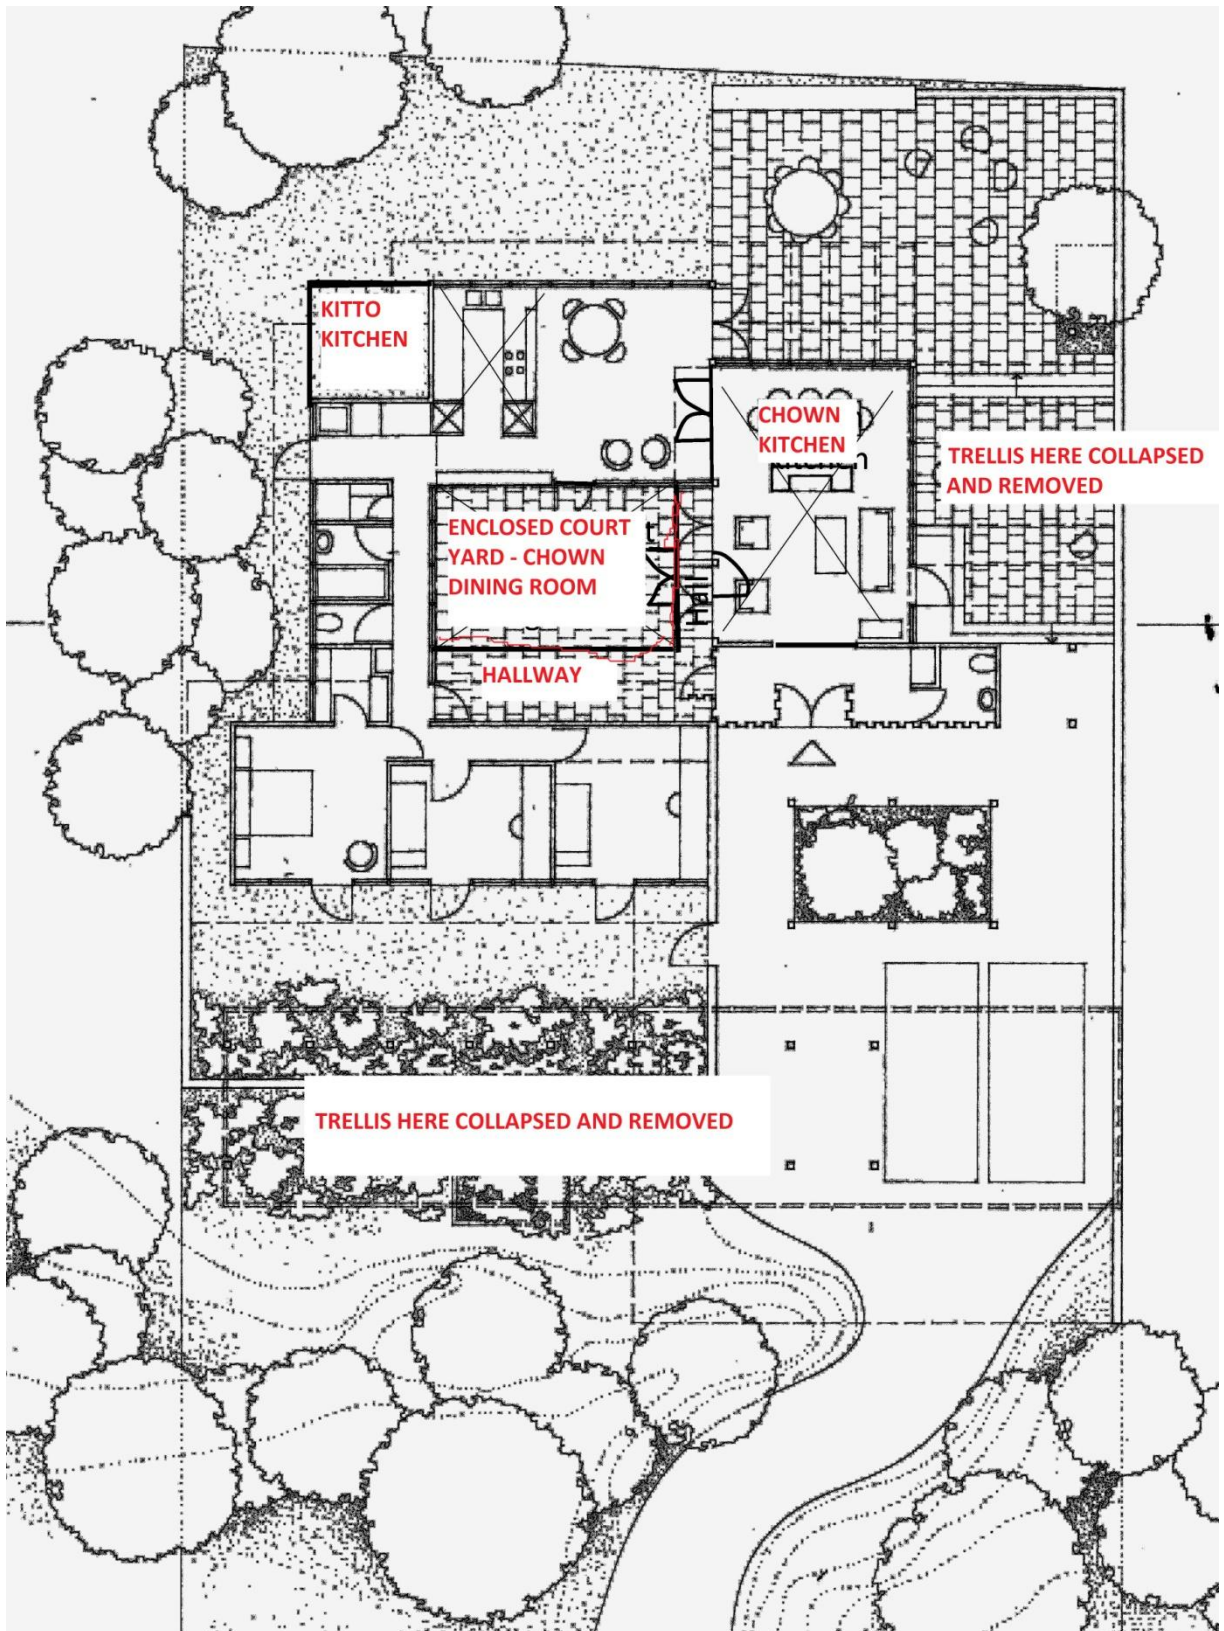 KITTO
KITCHEN
CHOWN
KITCHEN
TRELLIS HERE COLLAPSED
AND REMOVED
ENCLOSED COURT
YARD - CHOWN
DINING ROOM
Hall
HALLWAY
TRELLIS HERE COLLAPSED AND REMOVED